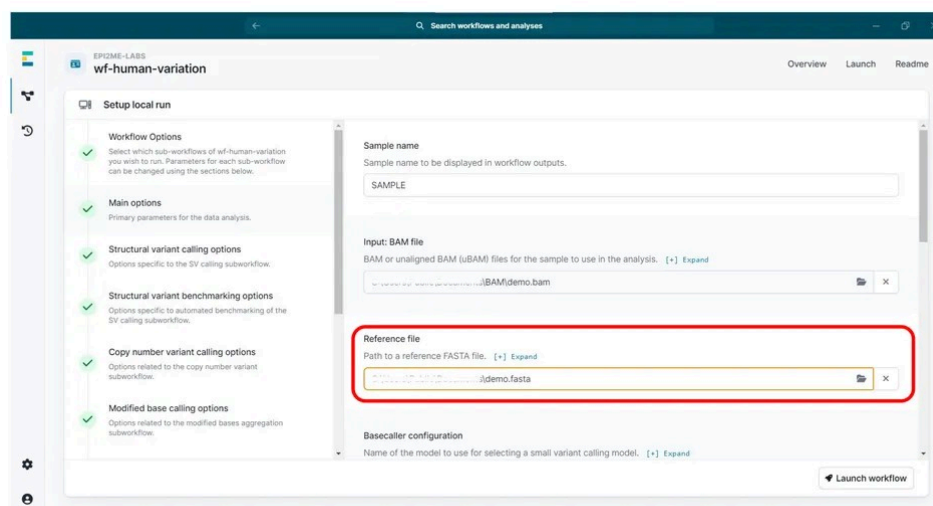 Search workflows and analyses
EPI2ME-LABS
wf-human-variation
Overview Launch Readme
Setup local run
Workflow Options
Select which sub-workflows of wf-human-variation
you wish to run. Parameters for each sub-workflow
can be changed using the sections below.
Main options
Primary parameters for the data analysis.
Structural variant calling options
Options specific to the SV calling subworkflow.
Structural variant benchmarking options
Options specific to automated benchmarking of the
SV calling subworkflow.
Copy number variant calling options
Options related to the copy number variant
subworkflow.
Modified base calling options
Options related to the modified bases aggregation
subworkflow.
Sample name
Sample name to be displayed in workflow outputs.
SAMPLE
Input: BAM file
BAM or unaligned BAM (uBAM) files for the sample to use in the analysis. [+] Expand
\BAM\demo.bam
Reference file
Path to a reference FASTA file. [+] Expand
\demo.fasta
Basecaller configuration
Name of the model to use for selecting a small variant calling model. [+] Expand
Launch workflow